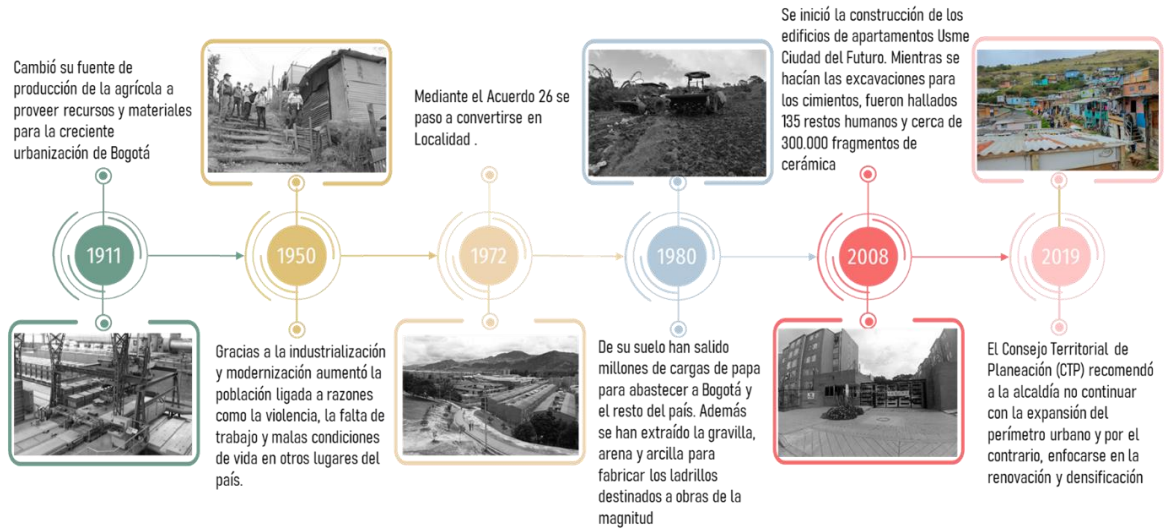 Cambió su fuente de
producción de la agrícola a
proveer recursos y materiales
para la creciente
urbanización de Bogotá
1911
1950
Gracias a la industrialización
y modernización aumentó la
población ligada a razones
como la violencia, la falta de
trabajo y malas condiciones
de vida en otros lugares del
país.
Mediante el Acuerdo 26 se
paso a convertirse en
Localidad .
1972
1980
De su suelo han salido
millones de cargas de papa
para abastecer a Bogotá y
el resto del país. Además
se han extraído la gravilla,
arena y arcilla para
fabricar los ladrillos
destinados a obras de la
magnitud
Se inició la construcción de los
edificios de apartamentos Usme
Ciudad del Futuro. Mientras se
hacían las excavaciones para
los cimientos, fueron hallados
135 restos humanos y cerca de
300.000 fragmentos de
cerámica
2008
2019
El Consejo Territorial de
Planeación (CTP) recomendó
a la alcaldía no continuar
con la expansión del
perímetro urbano y por el
contrario, enfocarse en la
renovación y densificación